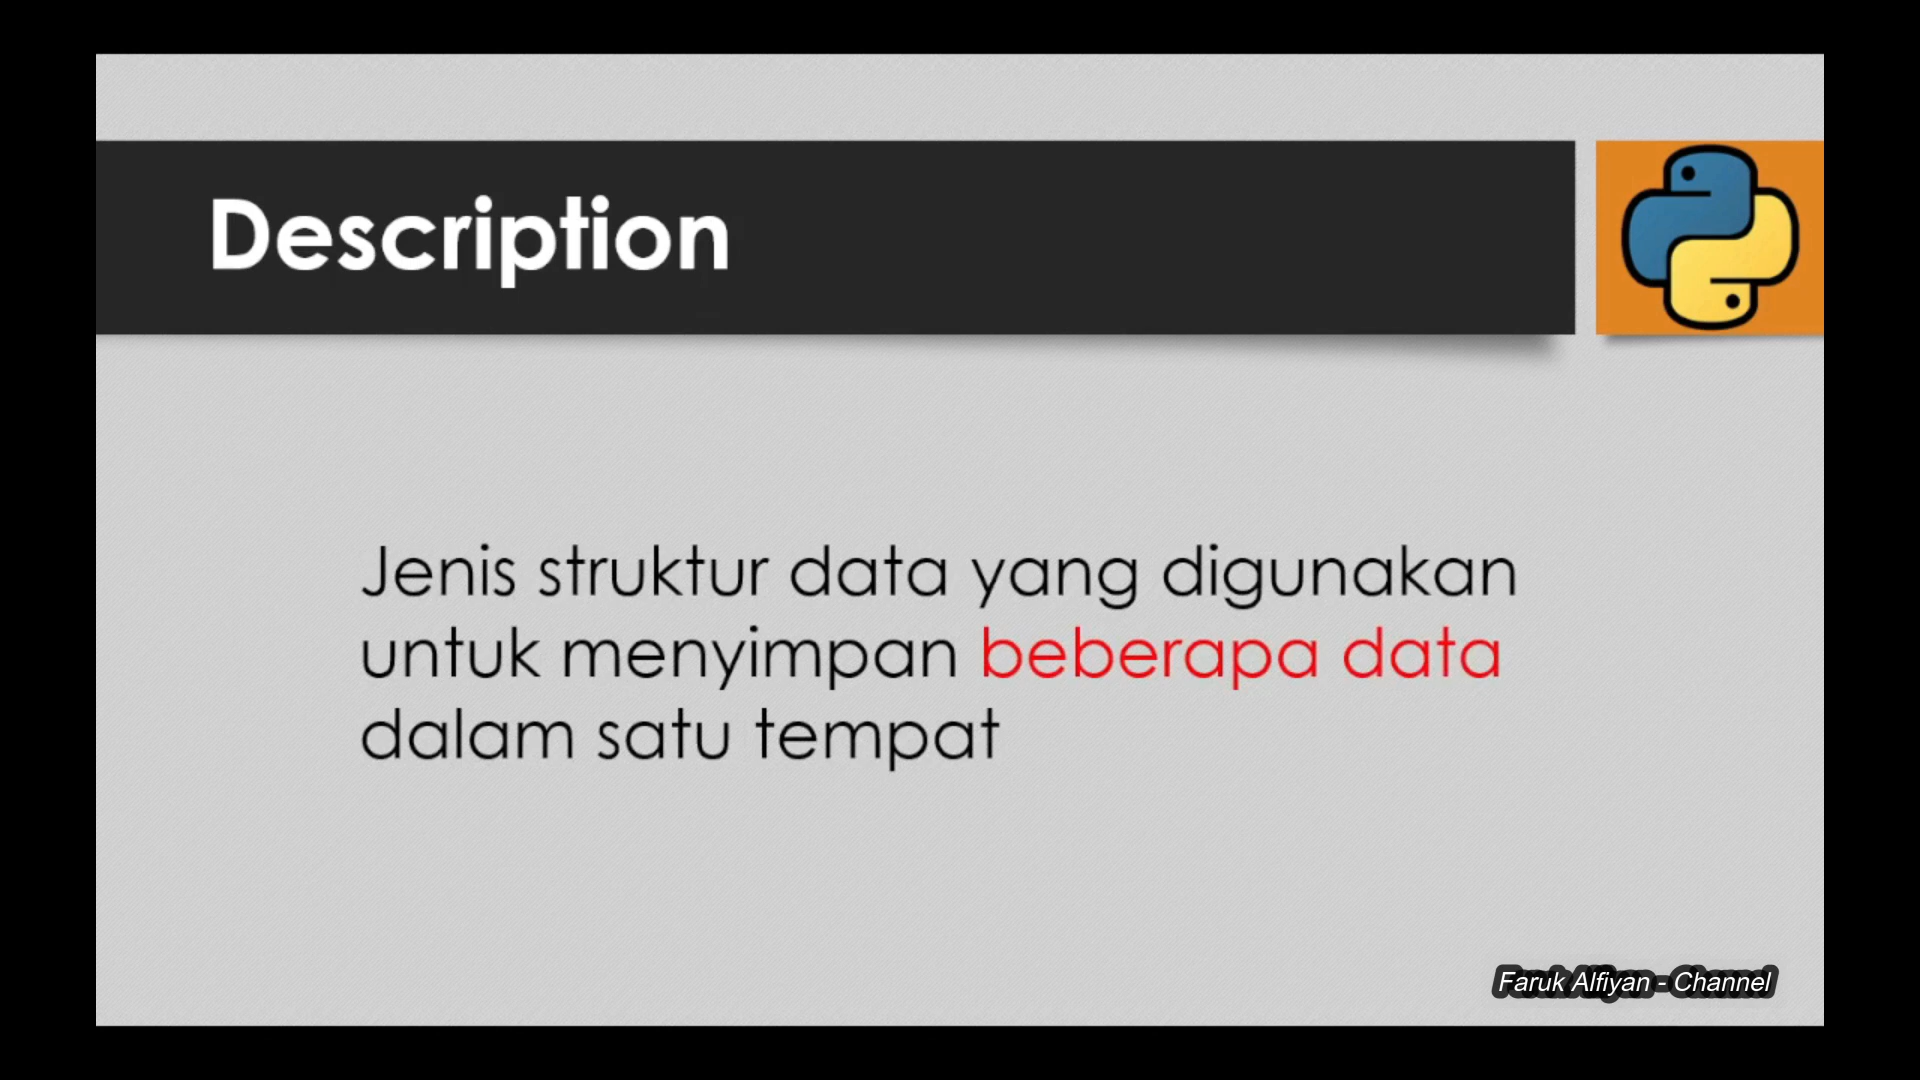 Description
Jenis struktur data yang digunakan
untuk menyimpan beberapa data
dalam satu tempat
Faruk Alfiyan - Channel